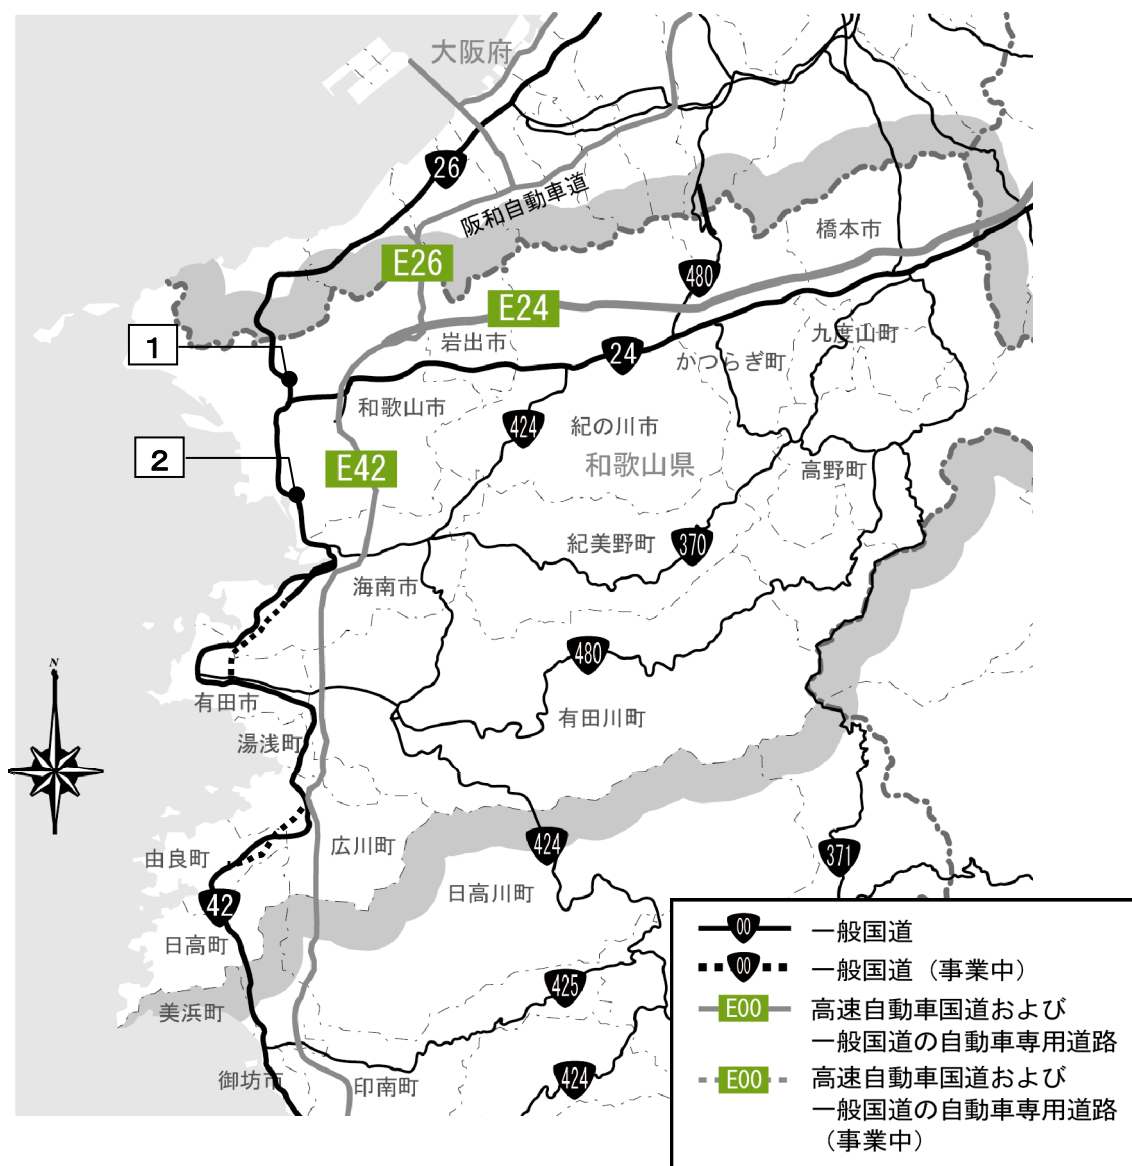 大阪府
26
阪和自動車道
橋本市
E26
480
E24
1
岩出市
24
かつらぎ町
九度山町
和歌山市
424
紀の川市
2
E42
和歌山県
高野町
紀美野町
370
海南市
N
480
有田市
有田川町
湯浅町
広川町
424
371
由良町
日高川町
42
日高町
425
美浜町
御坊市
印南町
424
00
一般国道
00
一般国道（事業中）
E00
高速自動車国道および
一般国道の自動車専用道路
E00
高速自動車国道および
一般国道の自動車専用道路
（事業中）